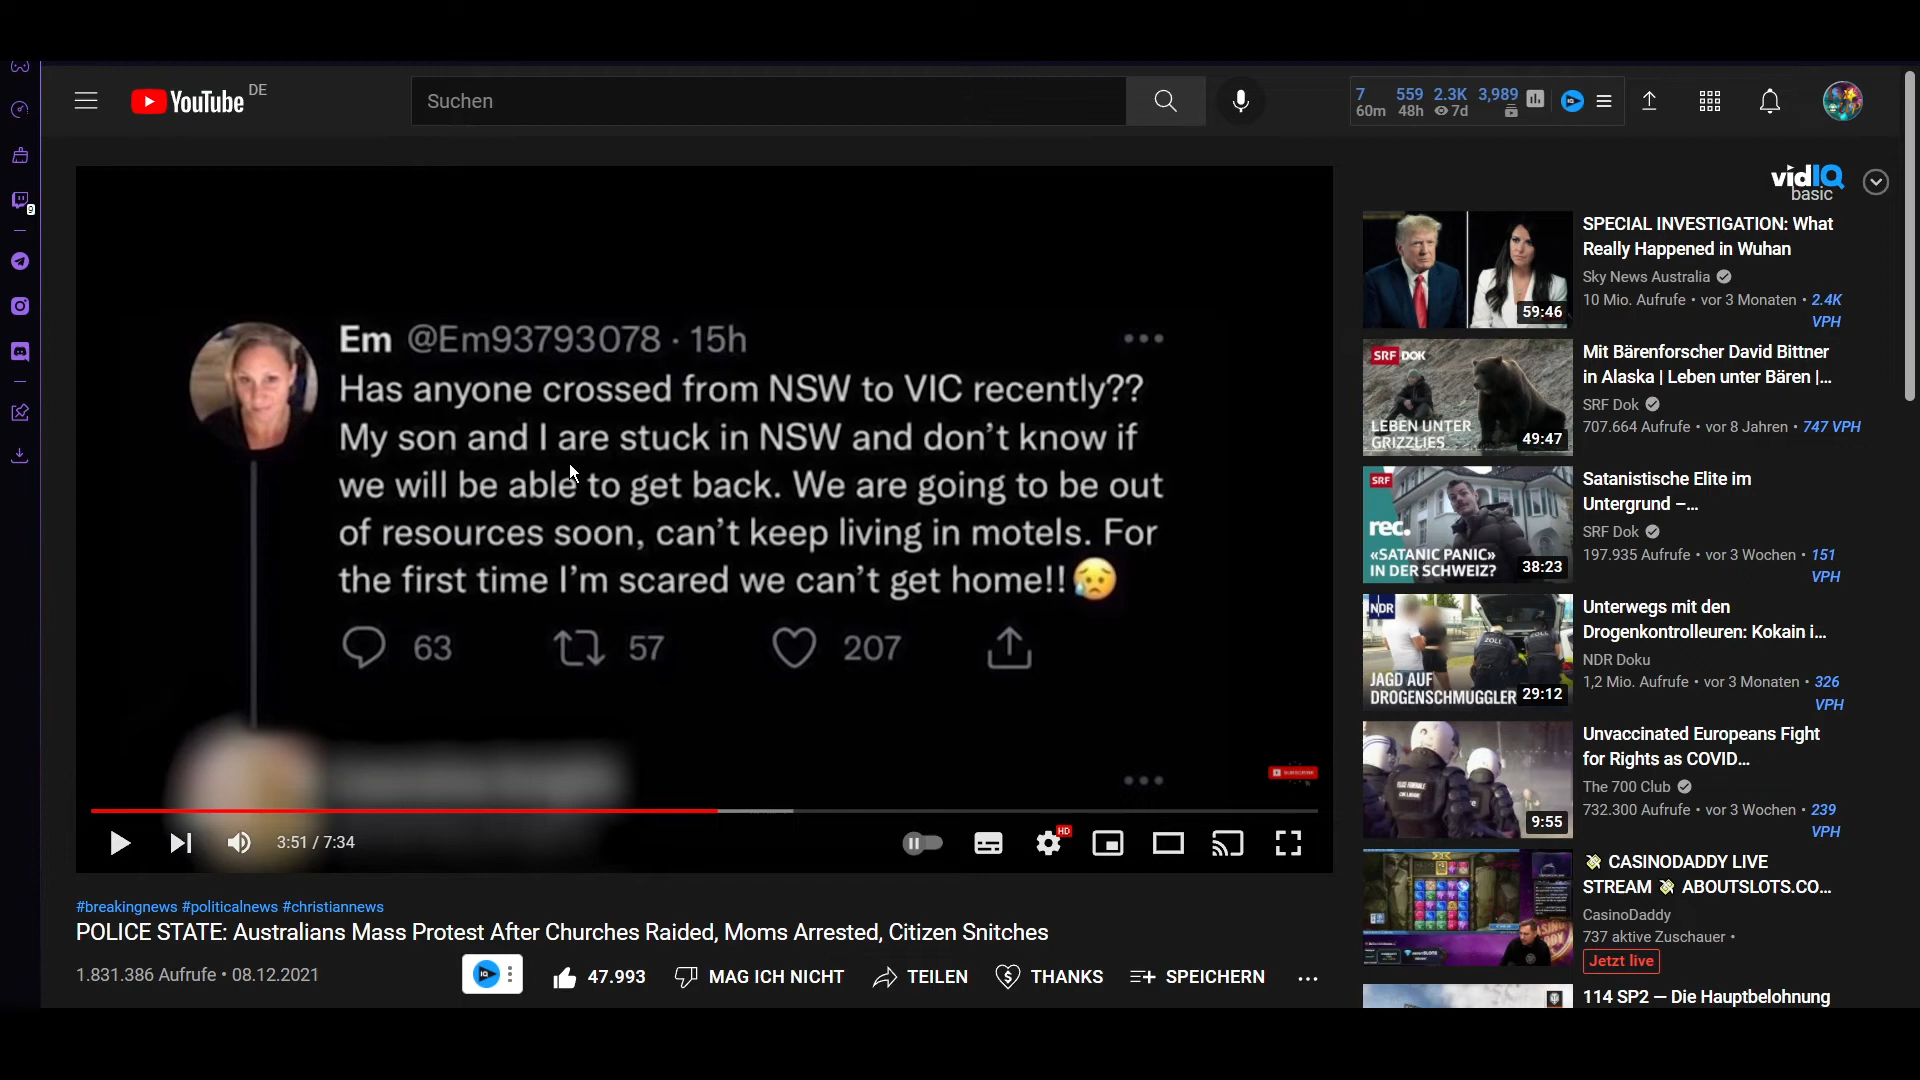 YouTube DE
Suchen
7 559 2.3K 3,989
60m 48h 7d
g
vidIQ
basic
Em @Em93793078 · 15h
Has anyone crossed from NSW to VIC recently??
My son and I are stuck in NSW and don't know if
we will be able to get back. We are going to be out
of resources soon, can't keep living in motels. For
the first time I'm scared we can't get home!!😥
63 57 207
SUBSCRIBE
3:51 / 7:34
HD
#breakingnews #politicalnews #christiannews
POLICE STATE: Australians Mass Protest After Churches Raided, Moms Arrested, Citizen Snitches
1.831.386 Aufrufe • 08.12.2021
IQ
47.993 MAG ICH NICHT TEILEN THANKS SPEICHERN
59:46
SPECIAL INVESTIGATION: What
Really Happened in Wuhan
Sky News Australia
10 Mio. Aufrufe • vor 3 Monaten • 2.4K
VPH
SRF DOK
LEBEN UNTER
GRIZZLIES
49:47
Mit Bärenforscher David Bittner
in Alaska | Leben unter Bären |...
SRF Dok
707.664 Aufrufe • vor 8 Jahren • 747 VPH
SRF
rec.
«SATANIC PANIC»
IN DER SCHWEIZ?
38:23
Satanistische Elite im
Untergrund –...
SRF Dok
197.935 Aufrufe • vor 3 Wochen • 151
VPH
NDR
ZOLL
ZOLL
JAGD AUF
DROGENSCHMUGGLER
29:12
Unterwegs mit den
Drogenkontrolleuren: Kokain i...
NDR Doku
1,2 Mio. Aufrufe • vor 3 Monaten • 326
VPH
9:55
Unvaccinated Europeans Fight
for Rights as COVID...
The 700 Club
732.300 Aufrufe • vor 3 Wochen • 239
VPH
💸 CASINODADDY LIVE
STREAM 💸 ABOUTSLOTS.CO...
CasinoDaddy
737 aktive Zuschauer •
Jetzt live
114 SP2 — Die Hauptbelohnung